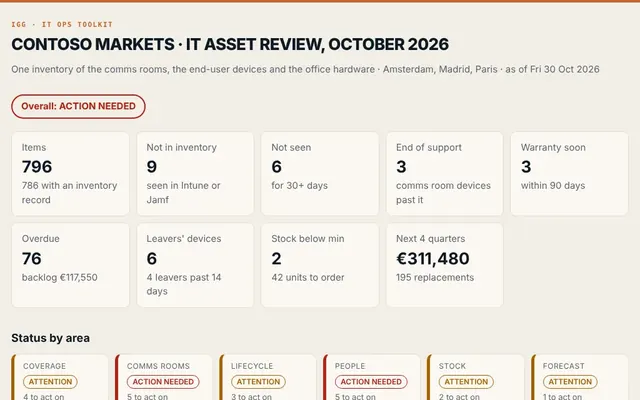 IGG · IT OPS TOOLKIT
CONTOSO MARKETS · IT ASSET REVIEW, OCTOBER 2026
One inventory of the comms rooms, the end-user devices and the office hardware · Amsterdam, Madrid, Paris · as of Fri 30 Oct 2026
Overall: ACTION NEEDED
Items
796
786 with an inventory
record
Not in inventory
9
seen in Intune or
Jamf
Not seen
6
for 30+ days
End of support
3
comms room devices
past it
Warranty soon
3
within 90 days
Overdue
76
backlog €117,550
Leavers' devices
6
4 leavers past 14
days
Stock below min
2
42 units to order
Next 4 quarters
€311,480
195 replacements
Status by area
COVERAGE
ATTENTION
4 to act on
COMMS ROOMS
ACTION NEEDED
5 to act on
LIFECYCLE
ATTENTION
3 to act on
PEOPLE
ACTION NEEDED
5 to act on
STOCK
ATTENTION
2 to act on
FORECAST
ATTENTION
1 to act on